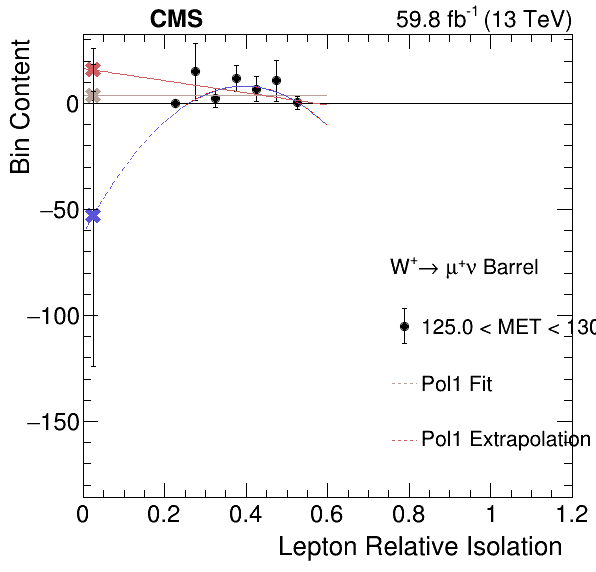 CMS 59.8 fb⁻¹ (13 TeV)
Bin Content
0
−50
−100
−150
W⁺→ μ⁺ν Barrel
125.0 < MET < 130
Pol1 Fit
Pol1 Extrapolation
0 0.2 0.4 0.6 0.8 1 1.2
Lepton Relative Isolation